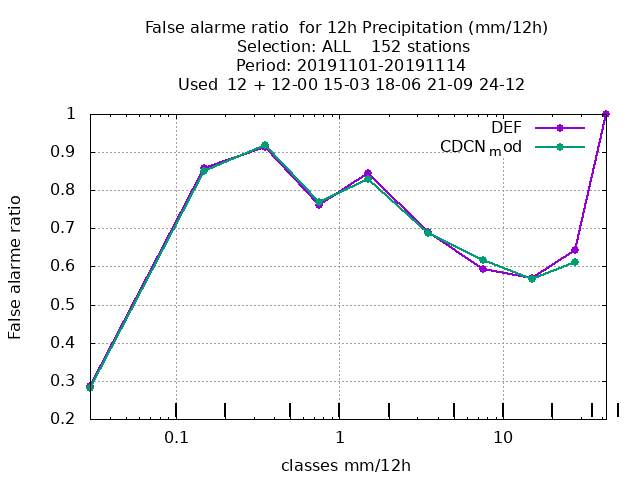 False alarme ratio  for 12h Precipitation (mm/12h)
Selection: ALL    152 stations
Period: 20191101-20191114
Used  12 + 12-00 15-03 18-06 21-09 24-12
DEF
CDCN_mod
1
0.9
0.8
0.7
0.6
0.5
0.4
0.3
0.2
False alarme ratio
0.1
1
10
classes mm/12h